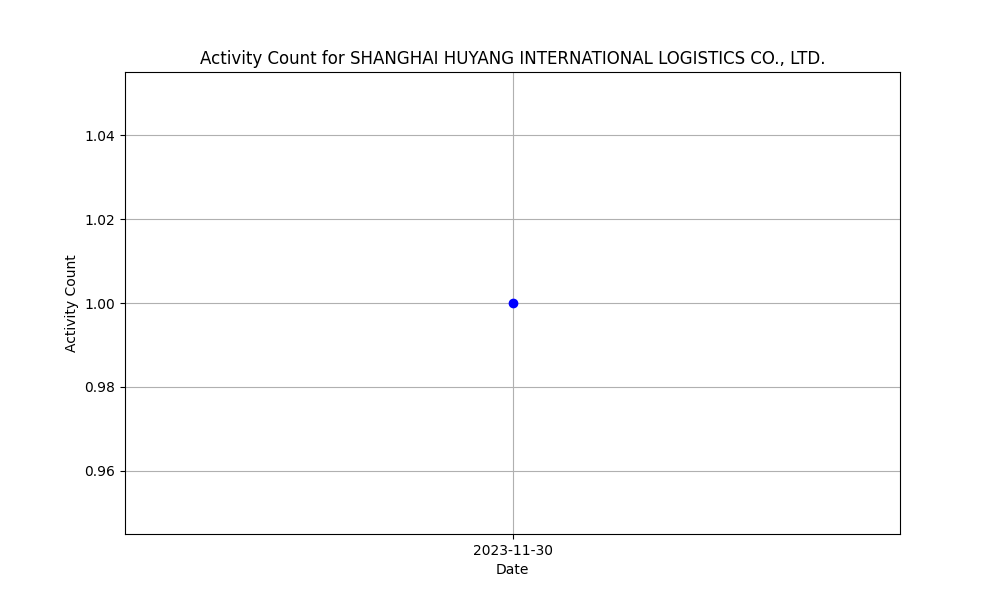 Activity Count for SHANGHAI HUYANG INTERNATIONAL LOGISTICS CO., LTD.
1.04
1.02
1.00
0.98
0.96
Activity Count
2023-11-30
Date